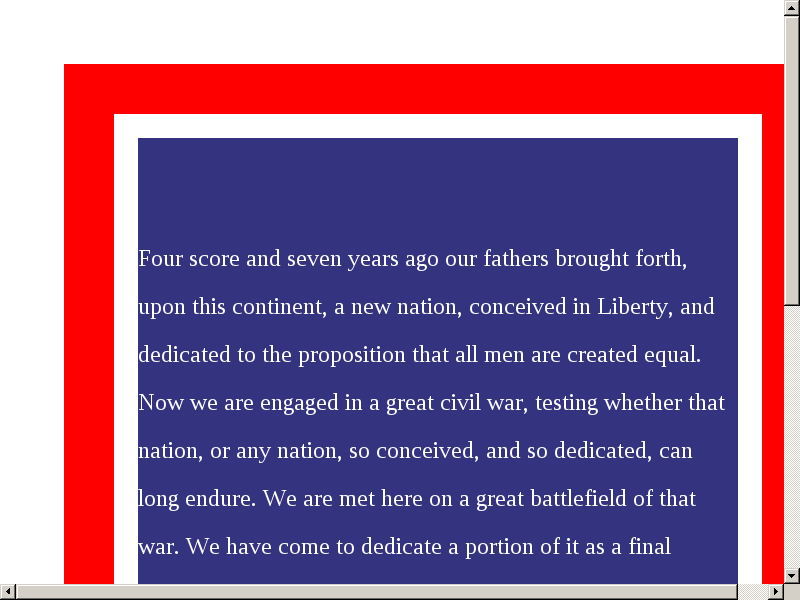 Four score and seven years ago our fathers brought forth,
upon this continent, a new nation, conceived in Liberty, and
dedicated to the proposition that all men are created equal.
Now we are engaged in a great civil war, testing whether that
nation, or any nation, so conceived, and so dedicated, can
long endure. We are met here on a great battlefield of that
war. We have come to dedicate a portion of it as a final